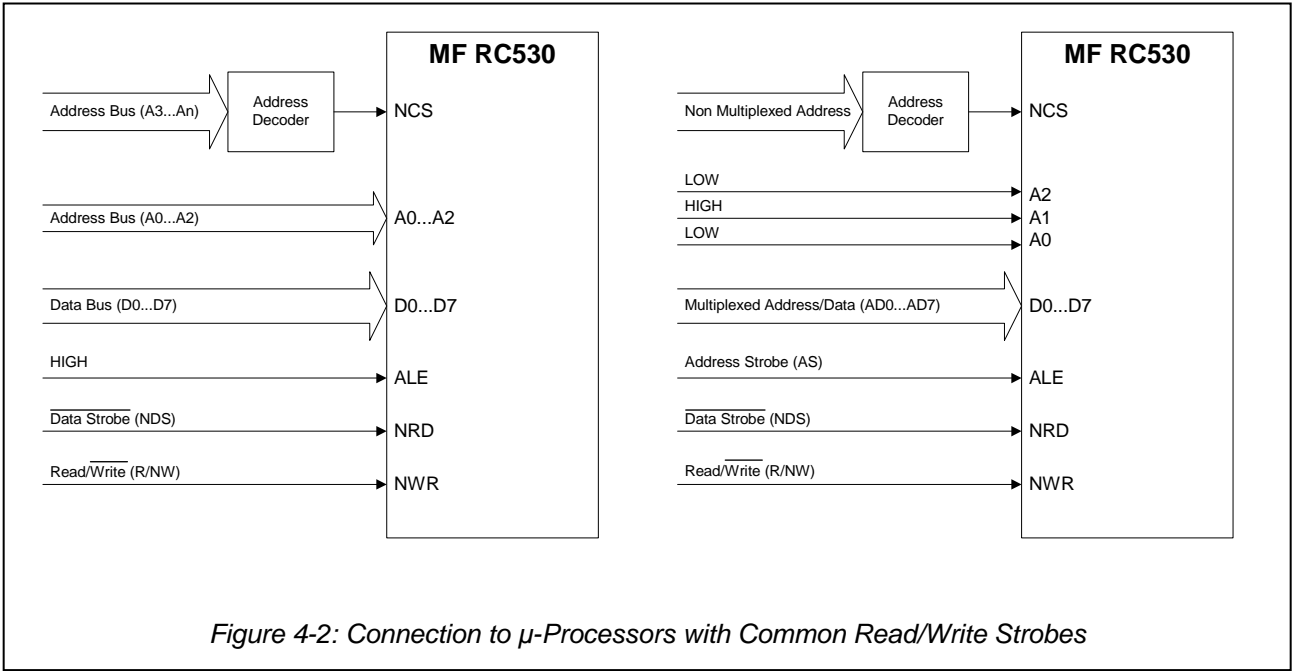 MF RC530
Address Bus (A3...An)
Address
Decoder
NCS
Address Bus (A0...A2)
A0...A2
Data Bus (D0...D7)
D0...D7
HIGH
ALE
Data Strobe (NDS)
NRD
Read/Write (R/NW)
NWR
MF RC530
Non Multiplexed Address
Address
Decoder
NCS
LOW
A2
HIGH
A1
LOW
A0
Multiplexed Address/Data (AD0...AD7)
D0...D7
Address Strobe (AS)
ALE
Data Strobe (NDS)
NRD
Read/Write (R/NW)
NWR
Figure 4-2: Connection to µ-Processors with Common Read/Write Strobes